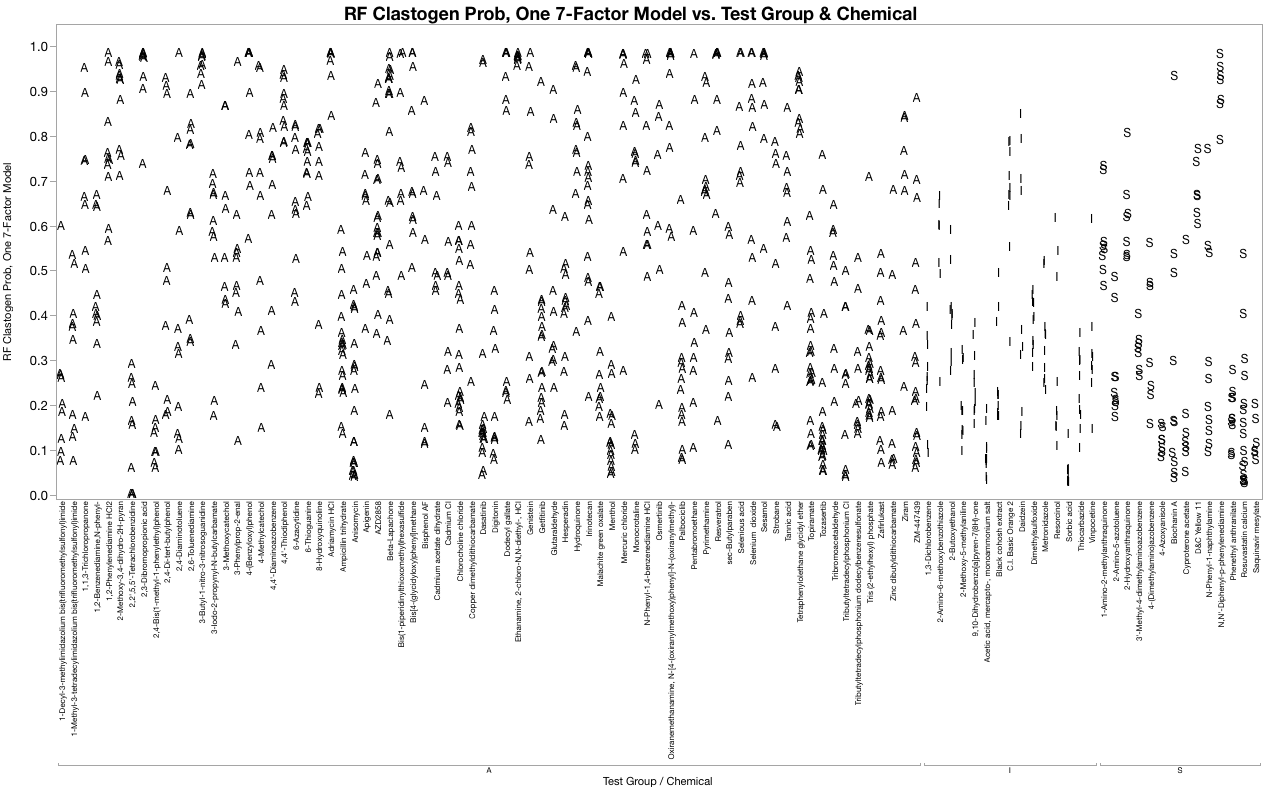 RF Clastogen Prob, One 7-Factor Model vs. Test Group & Chemical
RF Clastogen Prob, One 7-Factor Model
1.0
0.9
0.8
0.7
0.6
0.5
0.4
0.3
0.2
0.1
0.0
1-Decyl-3-methylimidazolium bis(trifluoromethylsulfonyl)imide
1-Methyl-3-tetradecylimidazolium bis(trifluoromethylsulfonyl)imide
1,1,3-Trichloropropanone
1,2-Benzenediamine,N-phenyl-
1,2-Phenylenediamine HCl2
2-Methoxy-3,4-dihydro-2H-pyran
2,2',5,5'-Tetrachlorobenzidine
2,3-Dibromopropionic acid
2,4-Bis(1-methyl-1-phenylethyl)phenol
2,4-Di-tert-butylphenol
2,4-Diaminotoluene
2,6-Toluenediamine
3-Butyl-1-nitro-3-nitrosoguanidine
3-Iodo-2-propynyl-N-butylcarbamate
3-Methoxycatechol
3-Phenylprop-2-enal
4-(Benzyloxyl)phenol
4-Methylcatechol
4,4'-Diaminoazobenzene
4,4'-Thiodiphenol
6-Azacytidine
6-Thioguanine
8-Hydroxyquinoline
Adriamycin HCl
Ampicillin trihydrate
Anisomycin
Apigenin
AZD2858
Beta-Lapachone
Bis(1-piperidinylthioxomethyl)hexasulfide
Bis[4-(glycidyloxy)phenyl]methane
Bisphenol AF
Cadmium acetate dihydrate
Cadmium Cl
Chlorocholine chloride
Copper dimethyldithiocarbamate
Dasatinib
Digitonin
Dodecyl gallate
Ethanamine, 2-chloro-N,N-diethyl-, HCl
Genistein
Gefitinib
Glutaraldehyde
Hesperadin
Hydroquinone
Irinotecan
Malachite green oxalate
Menthol
Mercuric chloride
Monocrotaline
N-Phenyl-1,4-benzenediamine HCl
Osimertinib
Oxiranemethanamine, N-[4-(oxiranylmethoxy)phenyl]-N-(oxiranylmethyl)-
Palbociclib
Pentabromoethane
Pyrimethamine
Resveratrol
sec-Butylparaben
Selenious acid
Selenium dioxide
Sesamol
Strobane
Tannic acid
Tetraphenylolethane glycidyl ether
Topiramate
Tozasertib
Tribromoacetaldehyde
Tributyltetradecylphosphonium Cl
Tributyltetradecylphosphonium dodecylbenzenesulfonate
Tris (2-ethylhexyl) phosphate
Zafirlukast
Zinc dibutyldithiocarbamate
Ziram
ZM-447439
1,3-Dichlorobenzene
2-Amino-6-methoxybenzothiazole
2-Butoxyethanol
2-Methoxy-5-methylaniline
9,10-Dihydrobenzo[a]pyren-7(8H)-one
Acetic acid, mercapto-, monoammonium salt
Black cohosh extract
C.I. Basic Orange 2
Daidzein
Dimethylsulfoxide
Metronidazole
Resorcinol
Sorbic acid
Thiocarbazide
Vinpocetine
1-Amino-2-methylanthraquinone
2-Amino-5-azotoluene
2-Hydroxyanthraquinone
3'-Methyl-4-dimethylaminoazobenzene
4-(Dimethylamino)azobenzene
4-Azoxyanisole
Biochanin A
Cyproterone acetate
D&C Yellow 11
N-Phenyl-1-naphthylamine
N,N'-Diphenyl-p-phenylenediamine
Phenethyl anthranilate
Rosuvastatin calcium
Saquinavir mesylate
A
I
S
Test Group / Chemical